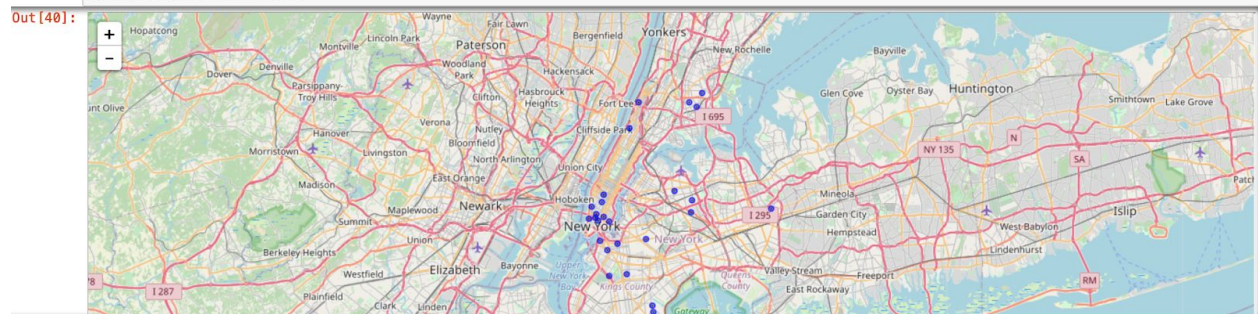 Out[40]:
+
−
Hopatcong
Wayne
Fair Lawn
Bergenfield
Yonkers
Lincoln Park
Montville
Paterson
New Rochelle
Bayville
Denville
Woodland
Park
Hackensack
Dover
Parsippany-
Troy Hills
Clifton
Hasbrouck
Heights
Fort Lee
Glen Cove
Oyster Bay
Huntington
Smithtown
Lake Grove
unt Olive
I 695
Hanover
Verona
Nutley
Cliffside Park
Bloomfield
N
NY 135
SA
Morristown
Livingston
North Arlington
Union City
East Orange
Madison
Mineola
Patch
Maplewood
Newark
Hoboken
I 295
Garden City
Islip
Summit
New York
Hempstead
West-Babylon
Union
New York
Berkeley Heights
Lindenhurst
Elizabeth
Bayonne
Upper
New York
Bay
Valley-Stream
Freeport
Westfield
Queens
County
78
I 287
Kings County
East Rockaway
RM
Plainfield
Clark
Linden
Gateway